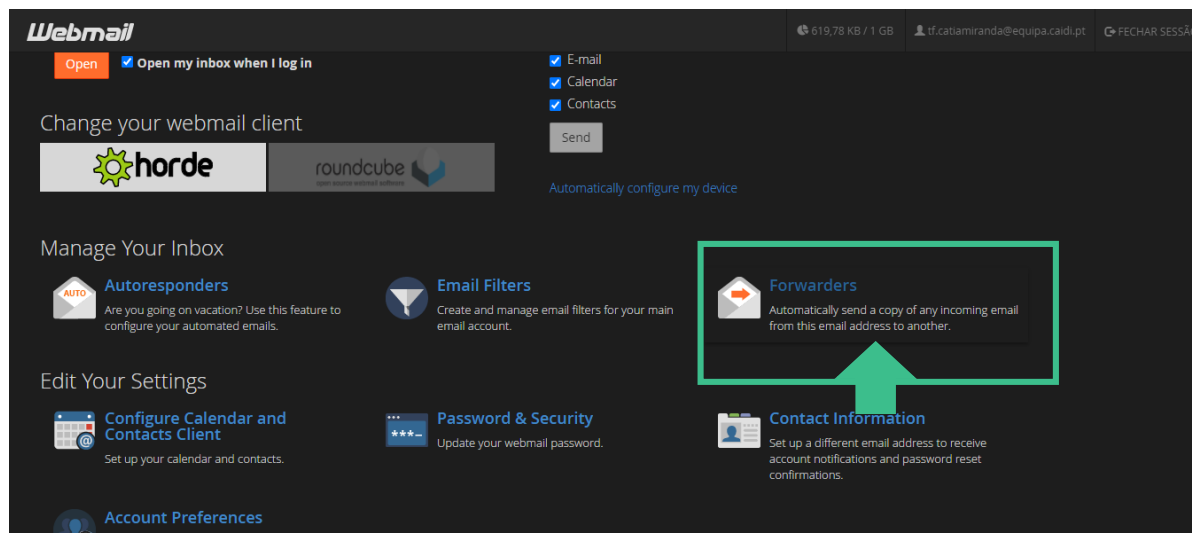 Webmail
619,78 KB / 1 GB
tf.catiamiranda@equipa.caidi.pt
FECHAR SESSÃ
Open
Open my inbox when I log in
E-mail
Calendar
Contacts
Send
Automatically configure my device
Change your webmail client
horde
roundcube
open source webmail software
Manage Your Inbox
AUTO
Autoresponders
Are you going on vacation? Use this feature to
configure your automated emails.
Email Filters
Create and manage email filters for your main
email account.
Forwarders
Automatically send a copy of any incoming email
from this email address to another.
Edit Your Settings
Configure Calendar and
Contacts Client
Set up your calendar and contacts.
***_
Password & Security
Update your webmail password.
Contact Information
Set up a different email address to receive
account notifications and password reset
confirmations.
Account Preferences